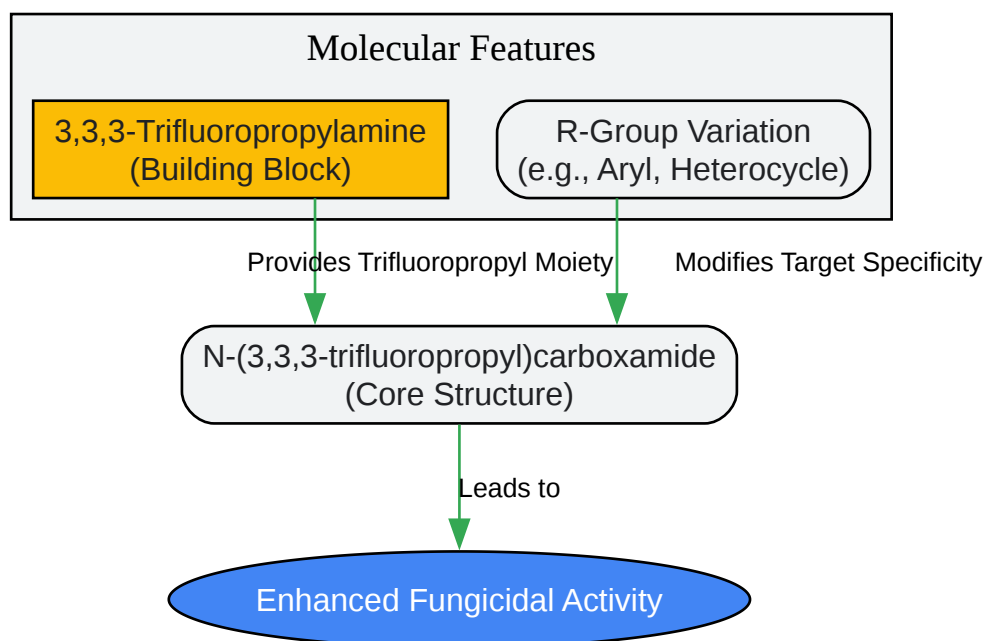 Molecular Features
3,3,3-Trifluoropropylamine
(Building Block)
R-Group Variation
(e.g., Aryl, Heterocycle)
Provides Trifluoropropyl Moiety
Modifies Target Specificity
N-(3,3,3-trifluoropropyl)carboxamide
(Core Structure)
Leads to
Enhanced Fungicidal Activity